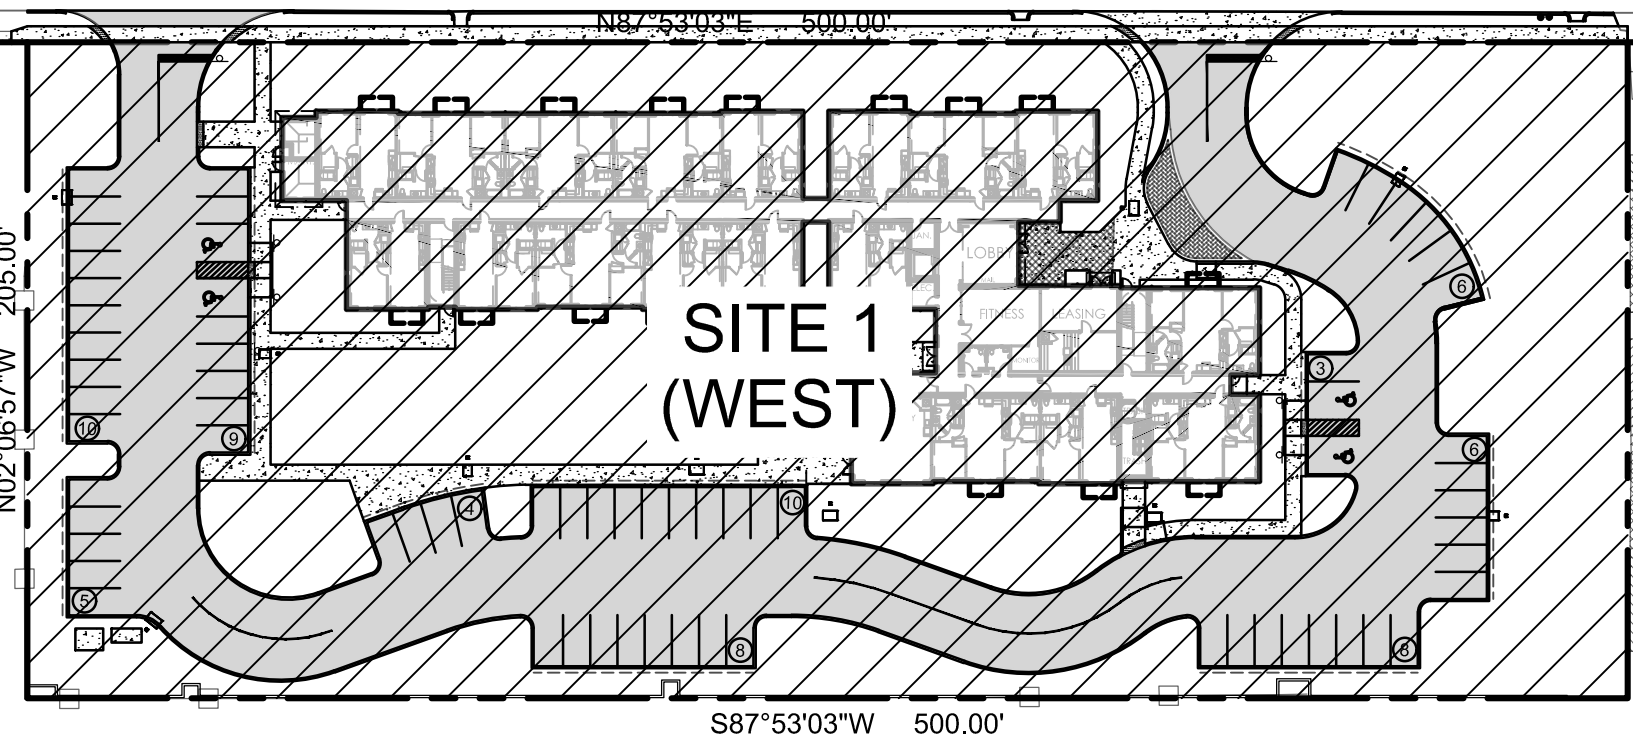 N87°53'03"E 500.00'
N02°06'57"W 205.00'
LOBBY
FITNESS
LEASING
SITE 1
(WEST)
6
3
10
9
6
4
10
5
8
8
S87°53'03"W 500.00'